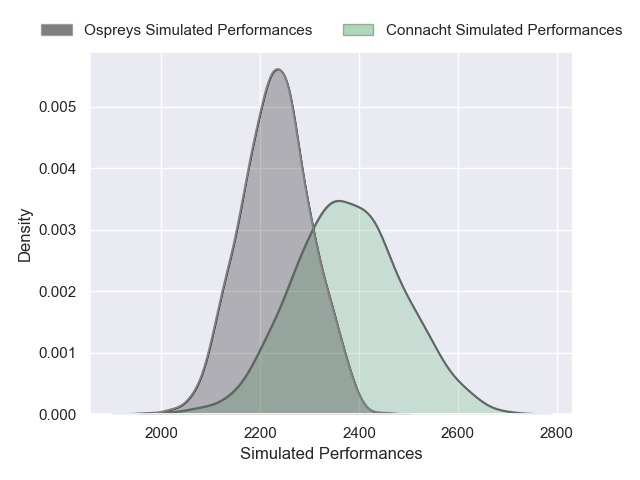 Ospreys Simulated Performances
Connacht Simulated Performances
0.005
0.004
0.003
0.002
0.001
0.000
Density
2000
2200
2400
2600
2800
Simulated Performances